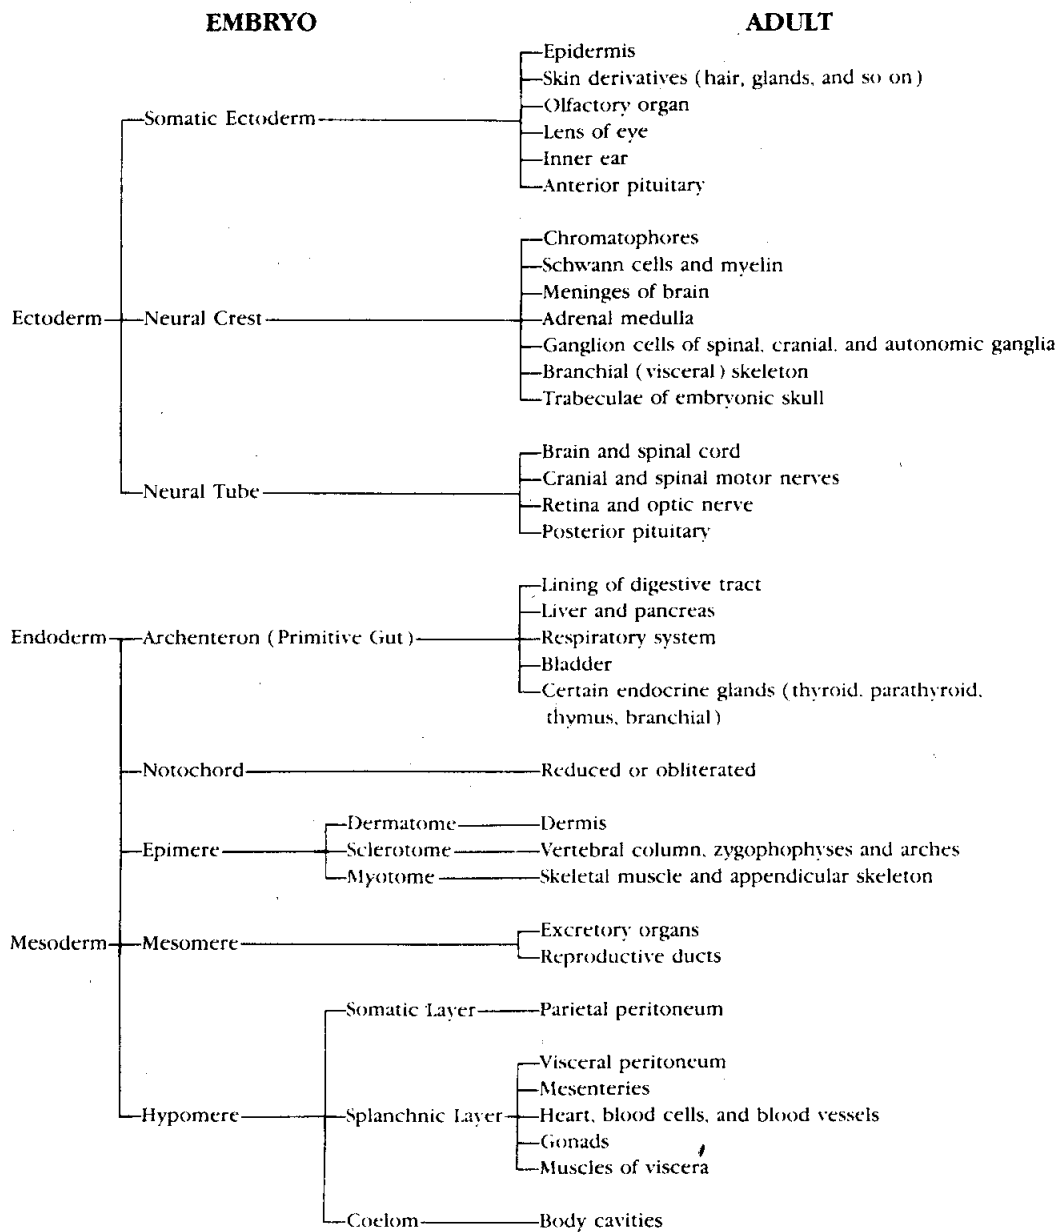 EMBRYO ADULT
Epidermis
Skin derivatives (hair, glands, and so on)
Olfactory organ
Somatic Ectoderm
Lens of eye
Inner ear
Anterior pituitary
Chromatophores
Schwann cells and myelin
Meninges of brain
Ectoderm Neural Crest Adrenal medulla
Ganglion cells of spinal, cranial, and autonomic ganglia
Branchial (visceral) skeleton
Trabeculae of embryonic skull
Brain and spinal cord
Cranial and spinal motor nerves
Neural Tube
Retina and optic nerve
Posterior pituitary
Lining of digestive tract
Liver and pancreas
Endoderm Archenteron (Primitive Gut) Respiratory system
Bladder
Certain endocrine glands (thyroid, parathyroid,
thymus, branchial)
Notochord Reduced or obliterated
Dermatome Dermis
Epimere Sclerotome Vertebral column, zygophophyses and arches
Myotome Skeletal muscle and appendicular skeleton
Excretory organs
Mesoderm Mesomere
Reproductive ducts
Somatic Layer Parietal peritoneum
Visceral peritoneum
Mesenteries
Hypomere Splanchnic Layer Heart, blood cells, and blood vessels
Gonads
Muscles of viscera
Coelom Body cavities